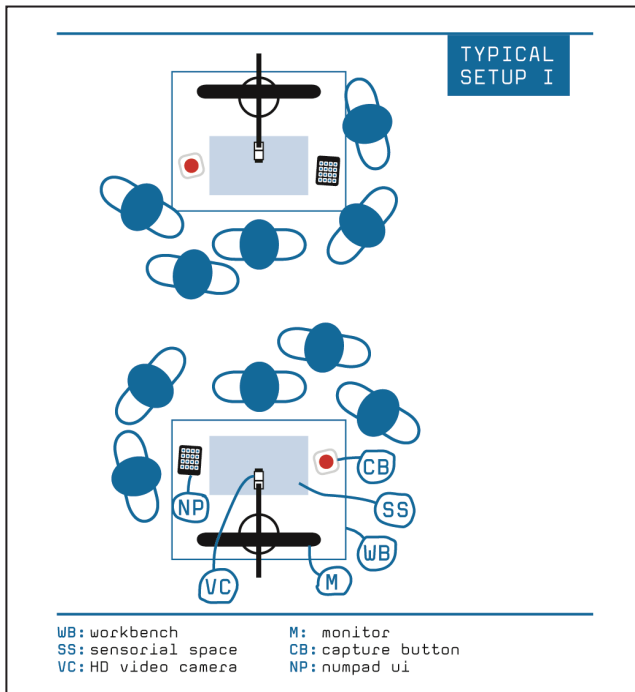 TYPICAL
SETUP I
CB
NP
SS
WB
VC
M
WB: workbench
SS: sensorial space
VC: HD video camera
M: monitor
CB: capture button
NP: numpad ui